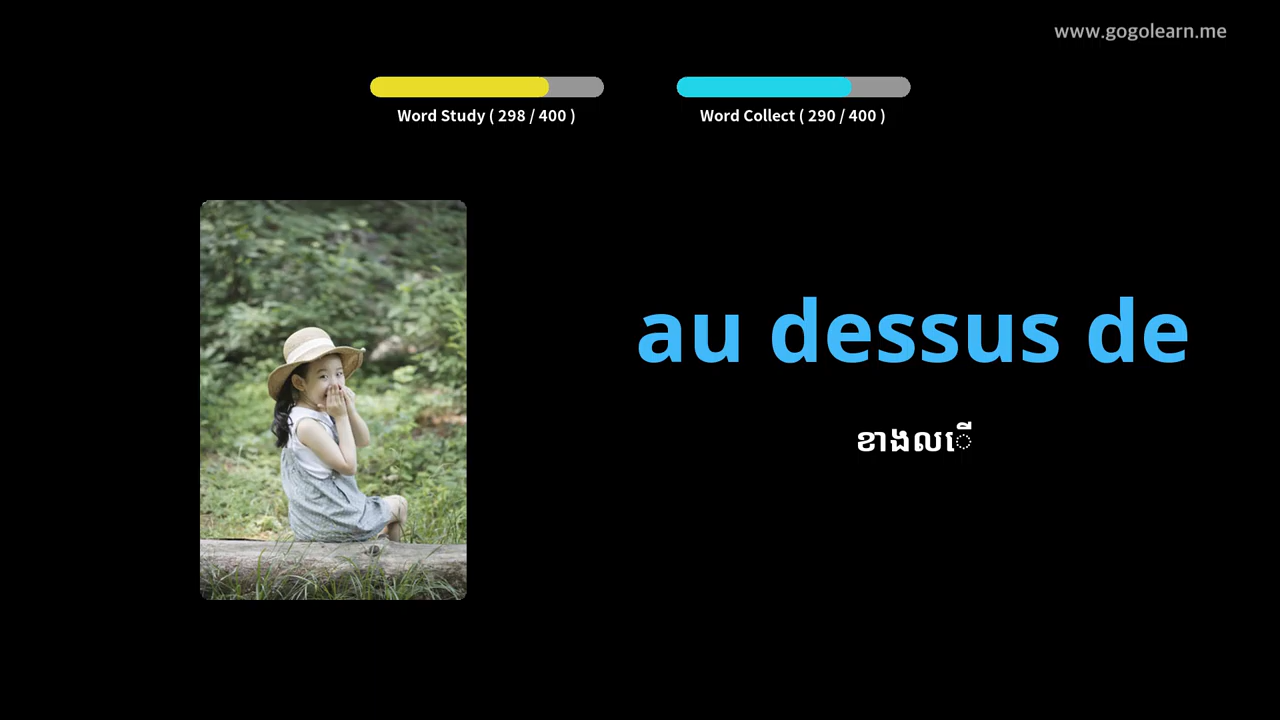 www.gogolearn.me
Word Study ( 298 / 400 )
Word Collect ( 290 / 400 )
au dessus de
ខាងលើ